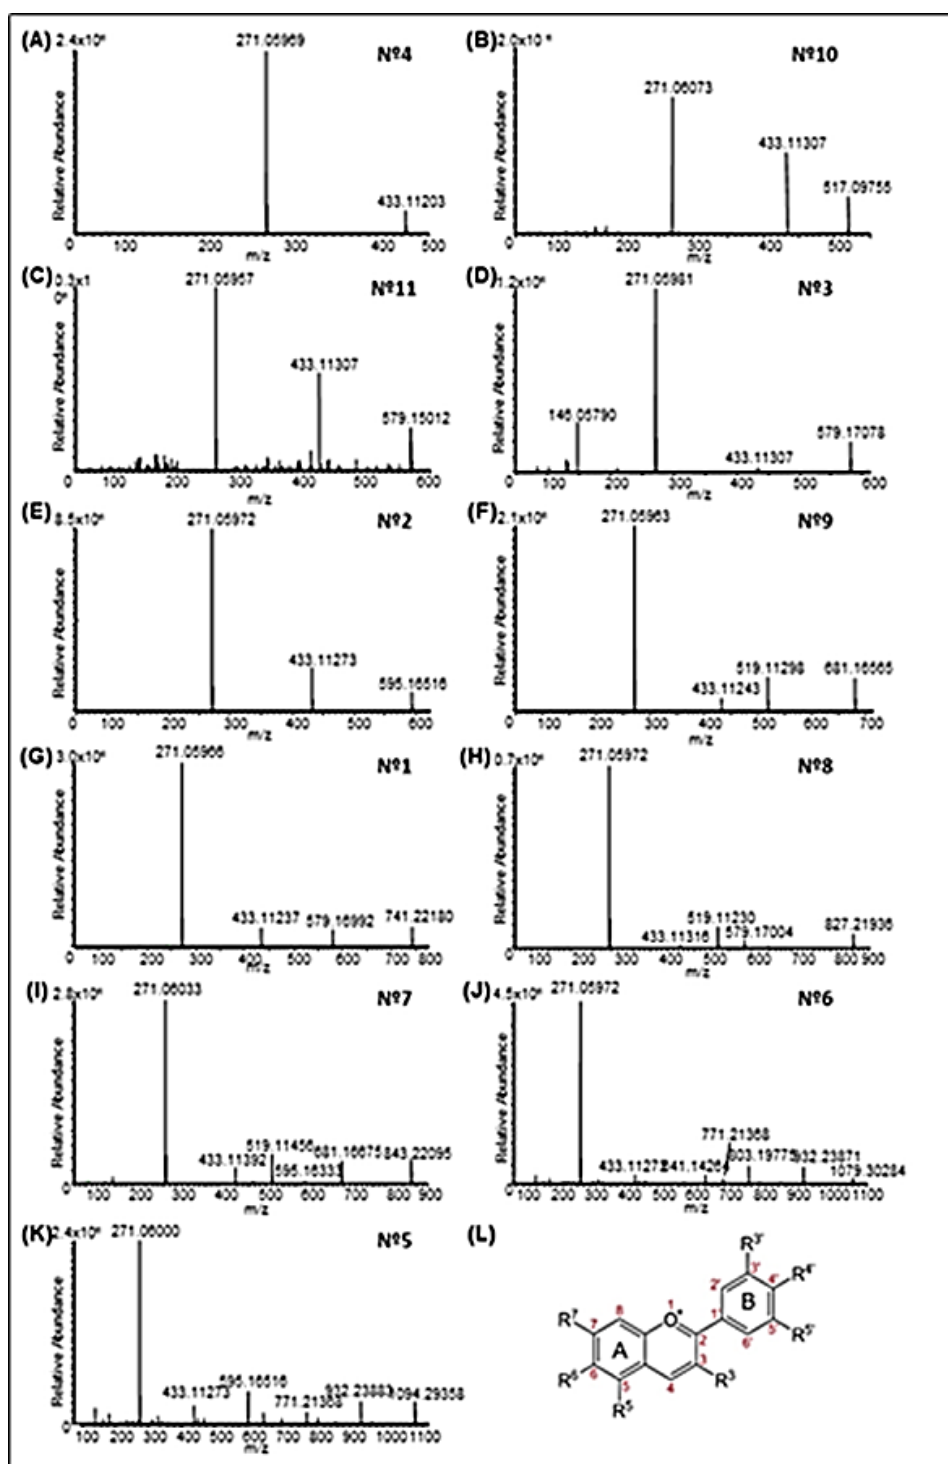 (A) 2.4x10⁶ 271.05969 Nº4
Relative Abundance
433.11203
0 100 200 300 400 500
m/z
(B) 2.0x10⁶ 271.06073 Nº10
Relative Abundance
433.11307
517.09755
0 100 200 300 400 500
m/z
(C) 271.05957 Nº11
Relative Abundance
433.11307
579.15012
0 100 200 300 400 500 600
m/z
(D) 1.2x10⁶ 271.05981 Nº3
Relative Abundance
146.05790
433.11307
579.17078
0 100 200 300 400 500 600
m/z
(E) 8.5x10⁶ 271.05972 Nº2
Relative Abundance
433.11273
595.16516
0 100 200 300 400 500 600
m/z
(F) 2.1x10⁶ 271.05963 Nº9
Relative Abundance
433.11243
519.11298
681.16565
0 100 200 300 400 500 600 700
m/z
(G) 3.0x10⁶ 271.05966 Nº1
Relative Abundance
433.11237 579.16992 741.22180
0 100 200 300 400 500 600 700 800
m/z
(H) 0.7x10⁶ 271.05972 Nº8
Relative Abundance
433.11316
519.11230
579.17004
827.21936
0 100 200 300 400 500 600 700 800 900
m/z
(I) 2.8x10⁶ 271.06033 Nº7
Relative Abundance
433.11392
519.11456
681.16675
843.22095
0 100 200 300 400 500 600 700 800 900
m/z
(J) 4.5x10⁶ 271.05972 Nº6
Relative Abundance
771.21368
932.23871
1079.30284
0 100 200 300 400 500 600 700 800 900 1000 1100
m/z
(K) 2.4x10⁶ 271.06000 Nº5
Relative Abundance
433.11273
595.16516
771.21368
932.23883
1094.29358
0 100 200 300 400 500 600 700 800 900 1000 1100
m/z
(L)
R³'
3' 4' R⁴'
2' B
1 1' 5' R⁵'
R⁷ 8 O⁺ 6'
7 2
A 3
R⁶ 6 5 4 R³
R⁵